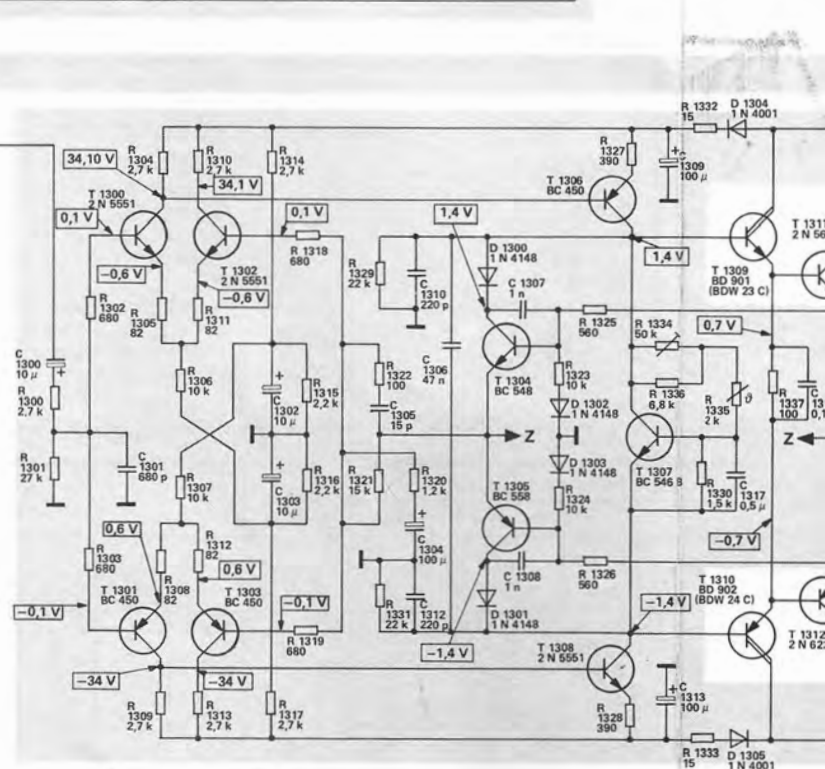 R 1332
15
D 1304
1 N 4001
R
1304
2,7 k
R
1310
2,7 k
R
1314
2,7 k
R
1327
390
1309
100 µ
34,10 V
34,1 V
T 1300
2 N 5551
T 1306
BC 450
0,1 V
0,1 V
1,4 V
1,4 V
T 1311
2 N 56
R 1318
680
D 1300
1 N 4148
T 1309
BD 901
(BDW 23 C)
-0,6 V
T 1302
2 N 5551
-0,6 V
R
1329
22 k
C
1310
220 p
C 1307
1 n
R
1302
680
R
1305
82
R
1311
82
R 1325
560
R 1334
50 k
0,7 V
C
1300
10 µ
R
1300
2,7 k
R
1306
10 k
C
1302
10 µ
R
1315
2,2 k
R
1322
100
C
1305
15 p
C
1306
47 n
T 1304
BC 548
R
1323
10 k
D 1302
1 N 4148
R 1336
6,8 k
R
1335
2 k
ϑ
R
1337
100
C
13
0,1
Z
Z
R
1301
27 k
C
1301
680 p
R
1307
10 k
C
1303
10 µ
R
1316
2,2 k
R
1321
15 k
R
1320
1,2 k
T 1305
BC 558
D 1303
1 N 4148
R
1324
10 k
T 1307
BC 546 B
R
1330
1,5 k
C
1317
0,5 µ
R
1303
680
0,6 V
R
1312
82
0,6 V
C
1304
100 µ
-0,7 V
T 1301
BC 450
R
1308
82
T 1303
BC 450
-0,1 V
-0,1 V
R
1331
22 k
C
1312
220 p
C 1308
1 n
R 1326
560
T 1310
BD 902
(BDW 24 C)
-1,4 V
D 1301
1 N 4148
R 1319
680
-1,4 V
T 1308
2 N 5551
T 1312
2 N 62
-34 V
-34 V
R
1309
2,7 k
R
1313
2,7 k
R
1317
2,7 k
R
1328
390
C
1313
100 µ
R 1333
15
D 1305
1 N 4001